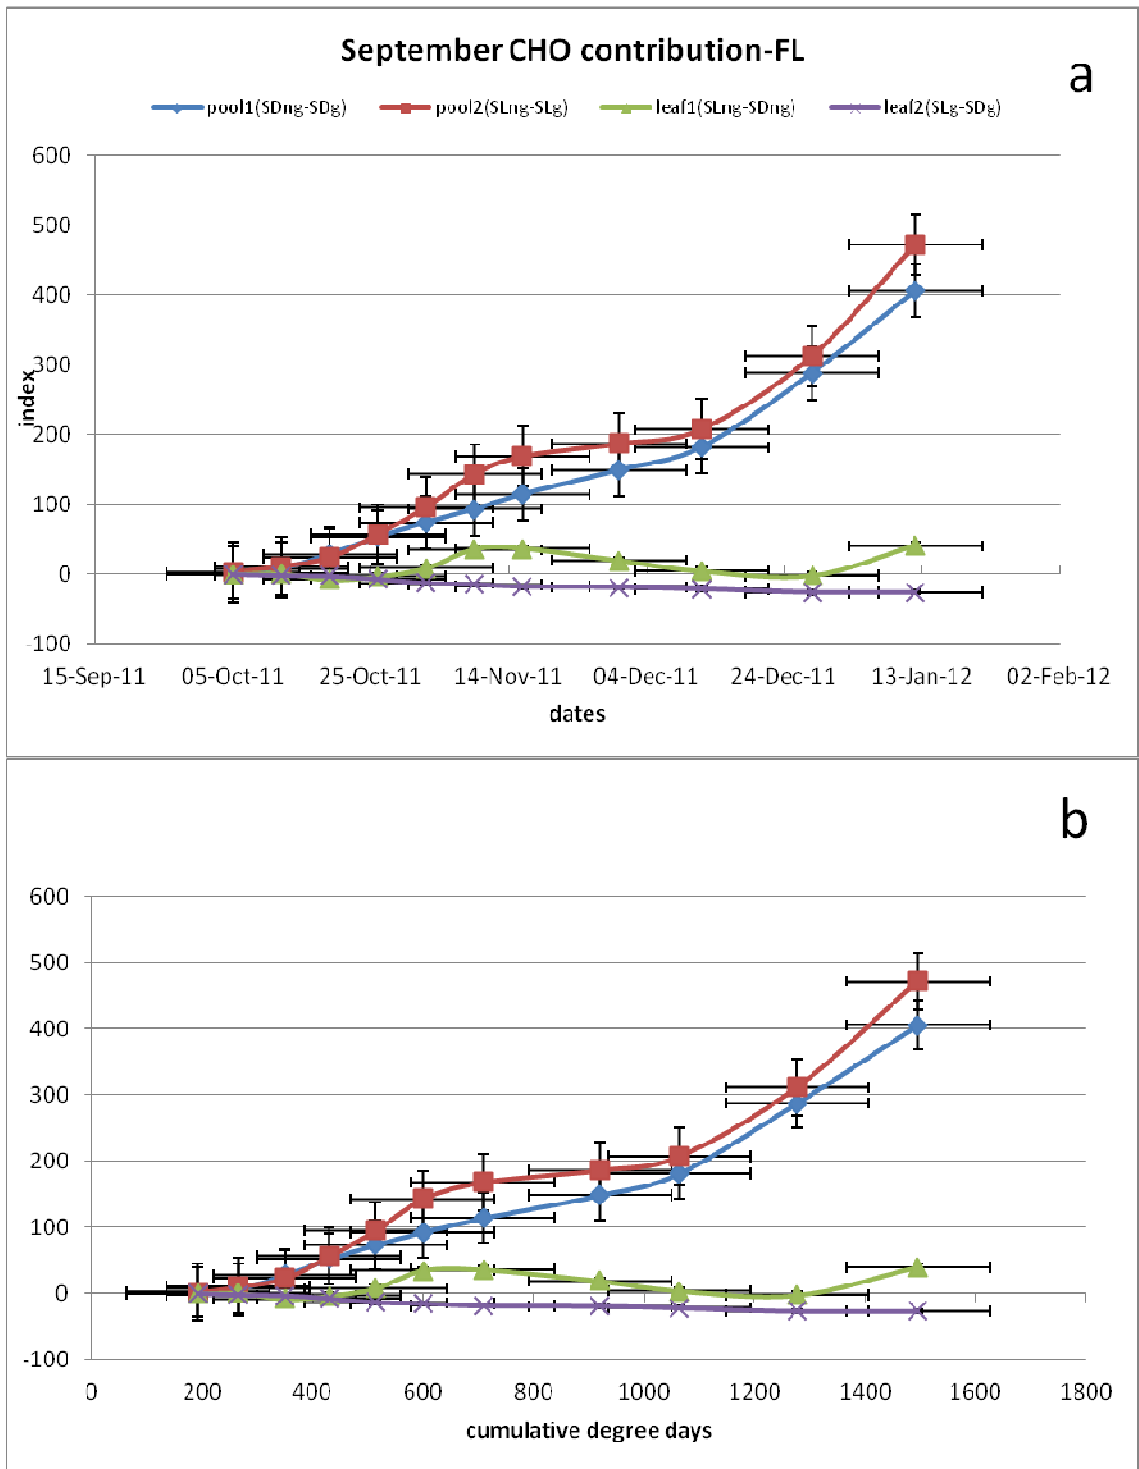 September CHO contribution-FL
a
pool1(SDng-SDg) pool2(SLng-SLg) leaf1(SLng-SDng) leaf2(SLg-SDg)
600
500
400
300
200
100
0
-100
index
15-Sep-11 05-Oct-11 25-Oct-11 14-Nov-11 04-Dec-11 24-Dec-11 13-Jan-12 02-Feb-12
dates
b
600
500
400
300
200
100
0
-100
0 200 400 600 800 1000 1200 1400 1600 1800
cumulative degree days